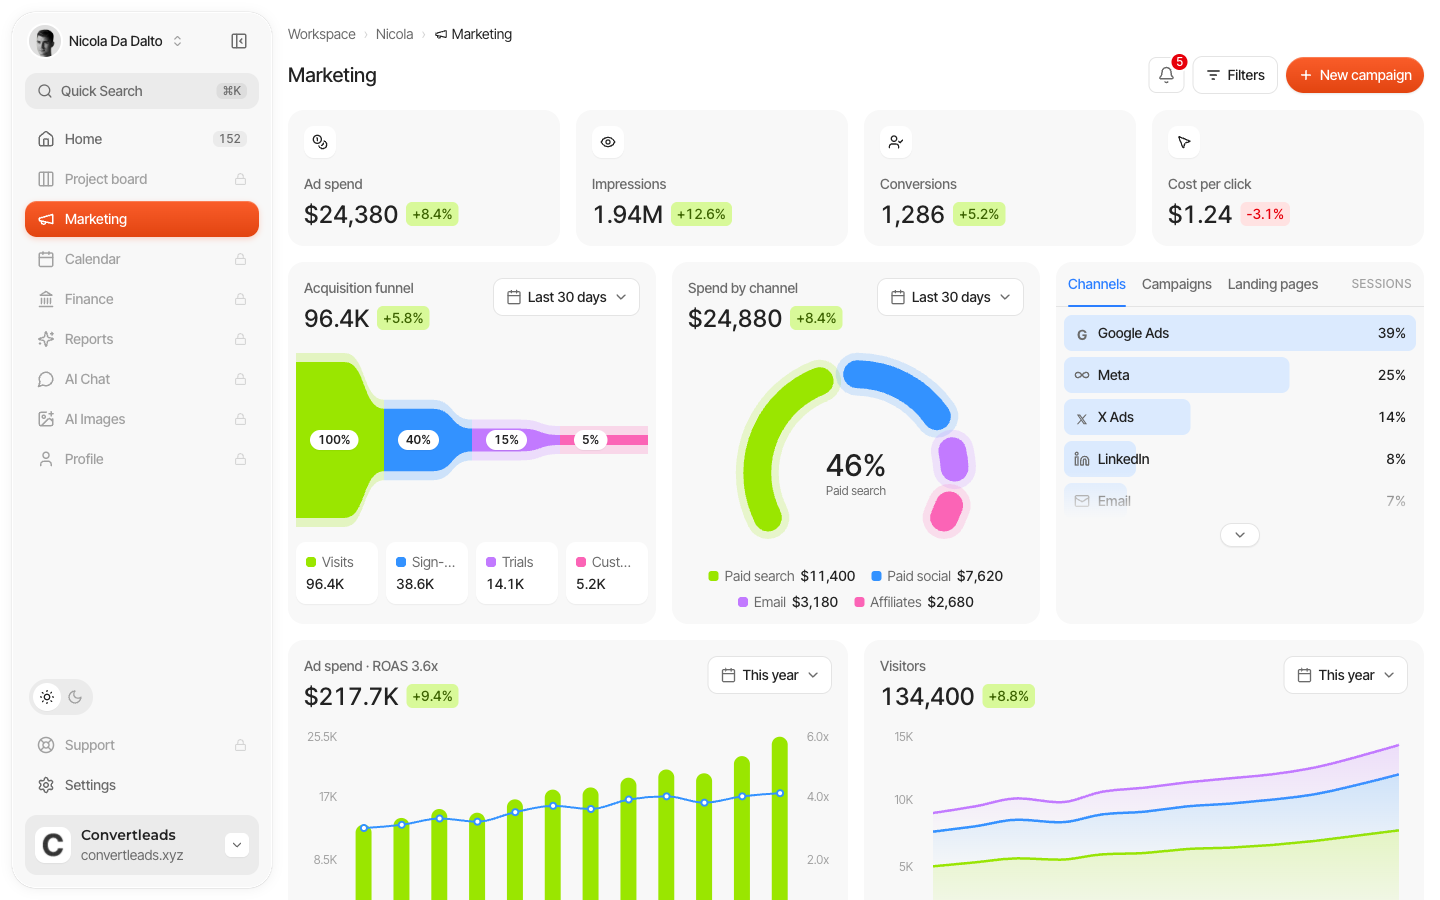 Nicola Da Dalto
Quick Search ⌘K
Home 152
Project board
Marketing
Calendar
Finance
Reports
AI Chat
AI Images
Profile
Support
Settings
C
Convertleads
convertleads.xyz
Workspace › Nicola › Marketing
Marketing
5
Filters
+ New campaign
Ad spend
$24,380 +8.4%
Impressions
1.94M +12.6%
Conversions
1,286 +5.2%
Cost per click
$1.24 -3.1%
Acquisition funnel
96.4K +5.8%
Last 30 days
100% 40% 15% 5%
Visits
96.4K
Sign-...
38.6K
Trials
14.1K
Cust...
5.2K
Spend by channel
$24,880 +8.4%
Last 30 days
46%
Paid search
Paid search $11,400 Paid social $7,620
Email $3,180 Affiliates $2,680
Channels Campaigns Landing pages SESSIONS
G Google Ads 39%
Meta 25%
X Ads 14%
in LinkedIn 8%
Email 7%
Ad spend · ROAS 3.6x
$217.7K +9.4%
This year
25.5K 6.0x
17K 4.0x
8.5K 2.0x
Visitors
134,400 +8.8%
This year
15K
10K
5K